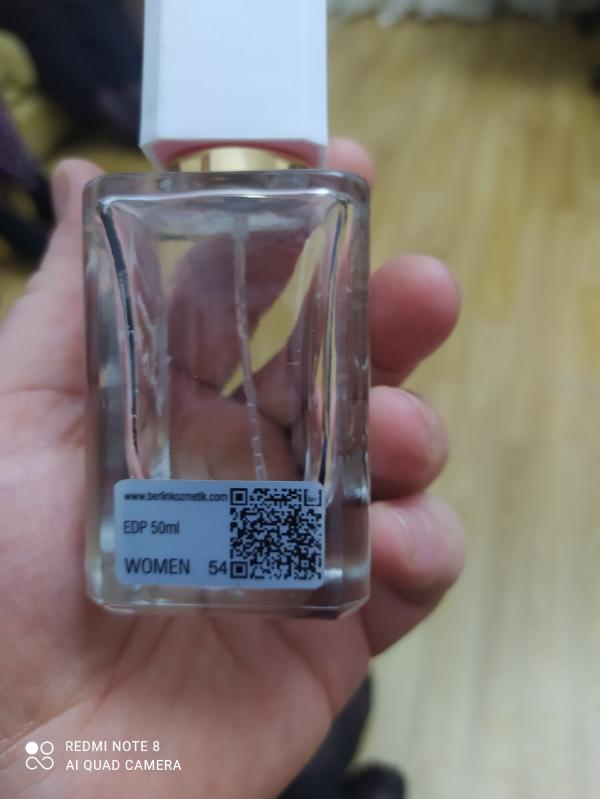 www.berlinkozmetik.com
EDP 50ml
WOMEN 54
REDMI NOTE 8
AI QUAD CAMERA